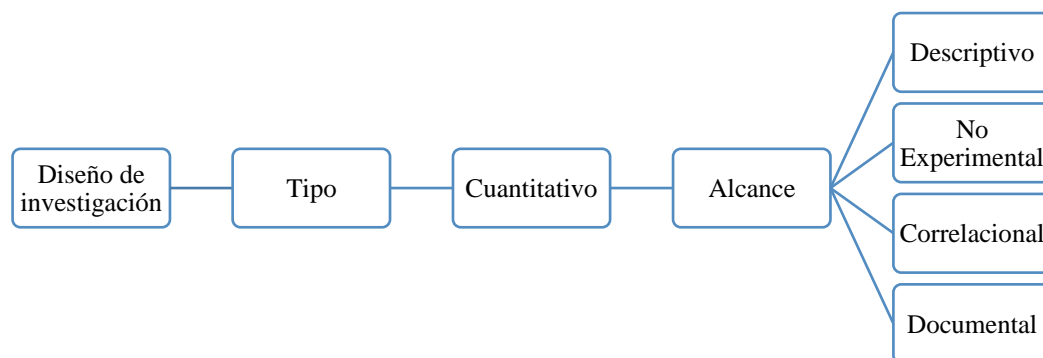 Diseño de
investigación
Tipo
Cuantitativo
Alcance
Descriptivo
No
Experimental
Correlacional
Documental